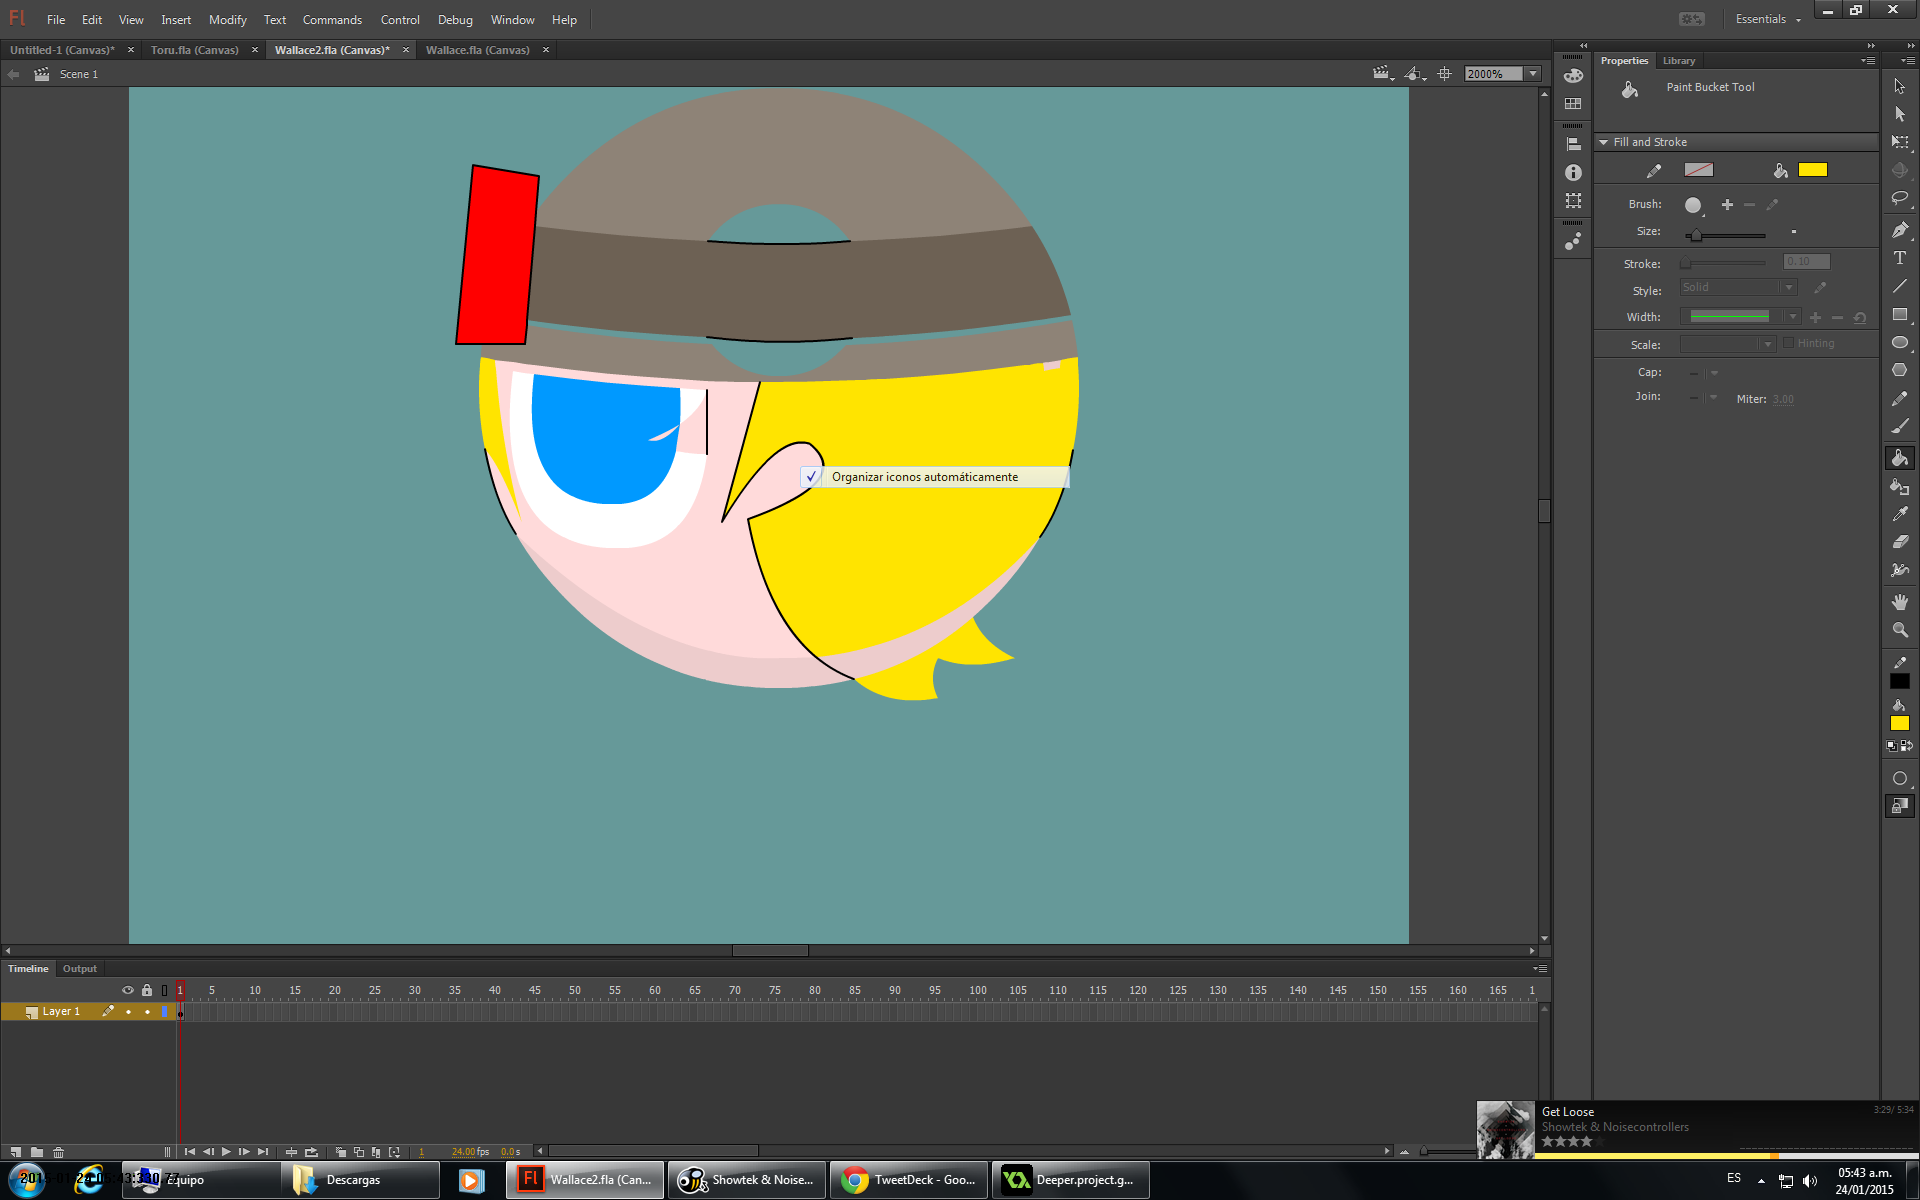 Fl File Edit View Insert Modify Text Commands Control Debug Window Help Essentials
Untitled-1 (Canvas)* × Toru.fla (Canvas) × Wallace2.fla (Canvas)* × Wallace.fla (Canvas) ×
Scene 1
2000%
Properties Library
Paint Bucket Tool
Fill and Stroke
Brush:
Size:
Stroke: 0,10
Style: Solid
Width:
Scale: Hinting
Cap:
Join: Miter: 3,00
T
✓ Organizar iconos automáticamente
Timeline Output
1 5 10 15 20 25 30 35 40 45 50 55 60 65 70 75 80 85 90 95 100 105 110 115 120 125 130 135 140 145 150 155 160 165 1
Layer 1
1 24.00 fps 0.0 s
Get Loose 3:29/ 5:34
Showtek & Noisecontrollers
Equipo Descargas Fl Wallace2.fla (Can... Showtek & Noise... TweetDeck - Goo... Deeper.project.g...
ES 05:43 a.m.
24/01/2015